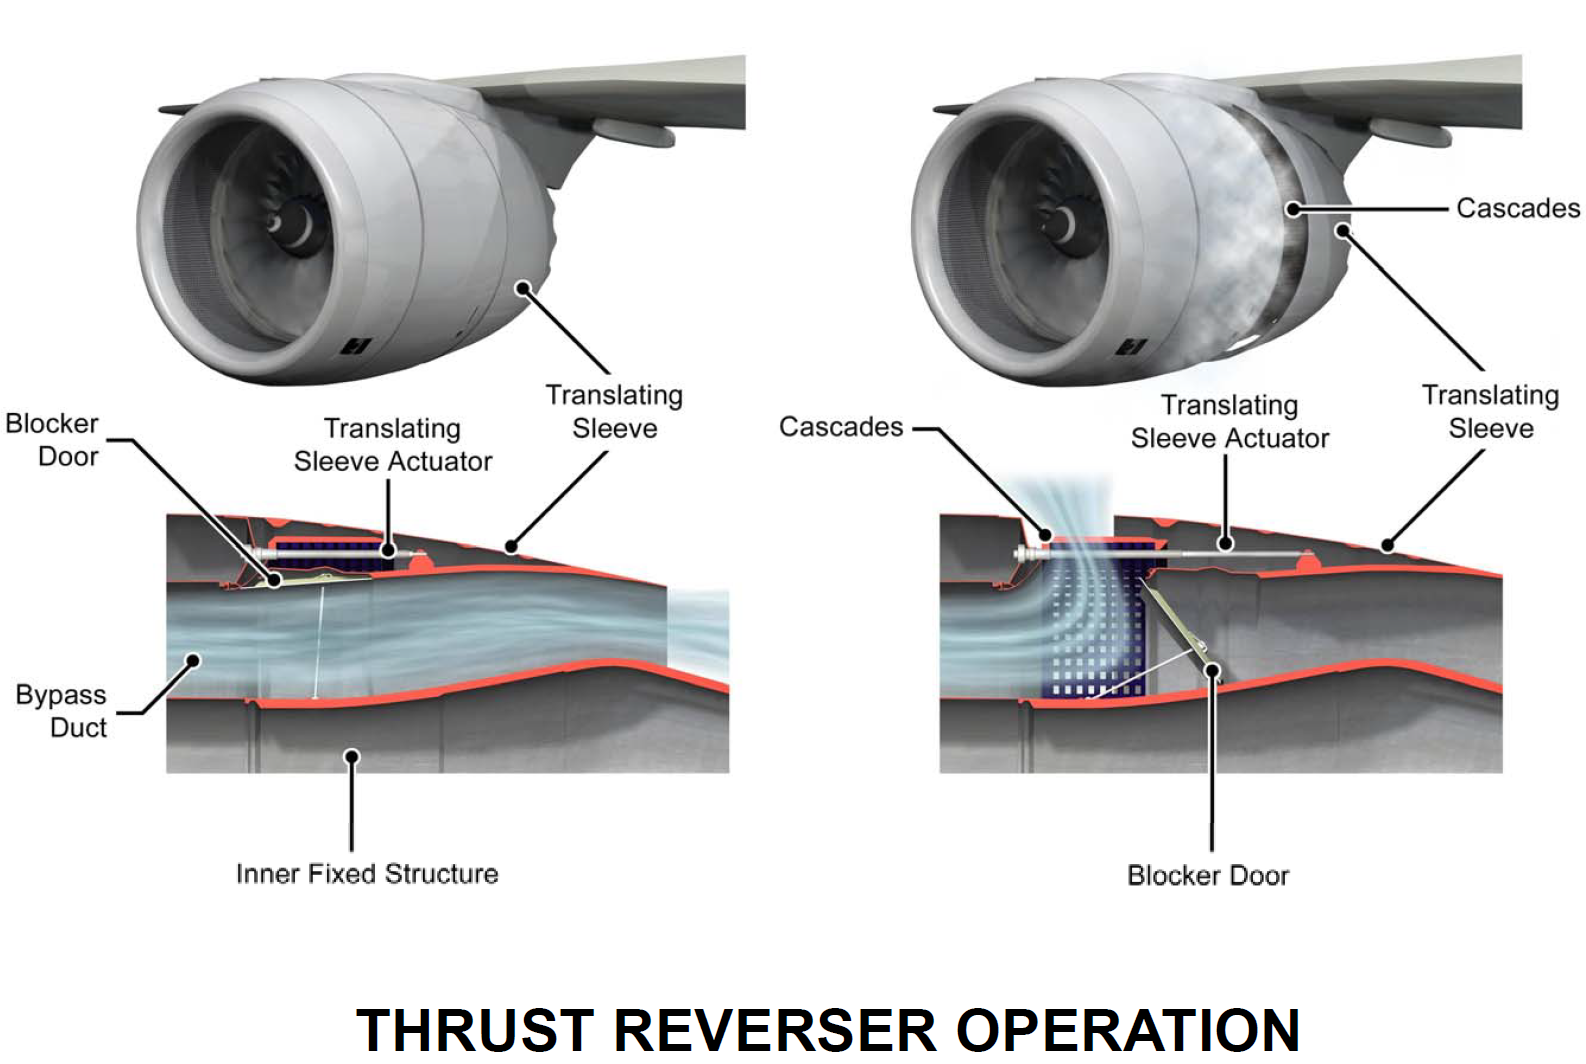 Cascades
Translating
Sleeve
Translating
Sleeve
Blocker
Door
Translating
Sleeve Actuator
Cascades
Translating
Sleeve Actuator
Bypass
Duct
Inner Fixed Structure
Blocker Door
THRUST REVERSER OPERATION